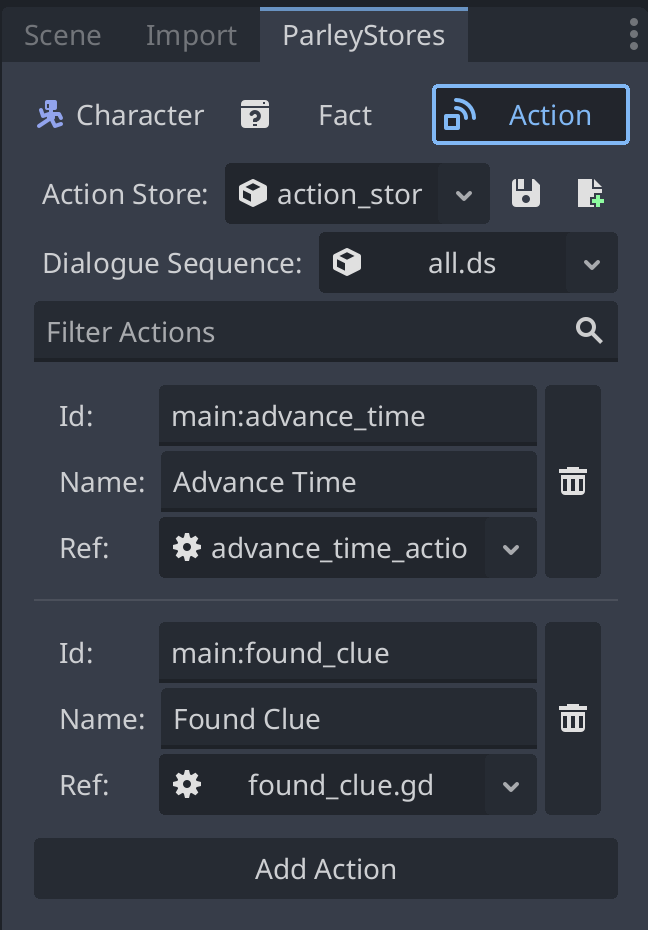 Scene Import ParleyStores
Character Fact Action
Action Store: action_stor
Dialogue Sequence: all.ds
Filter Actions
Id: main:advance_time
Name: Advance Time
Ref: advance_time_actio
Id: main:found_clue
Name: Found Clue
Ref: found_clue.gd
Add Action